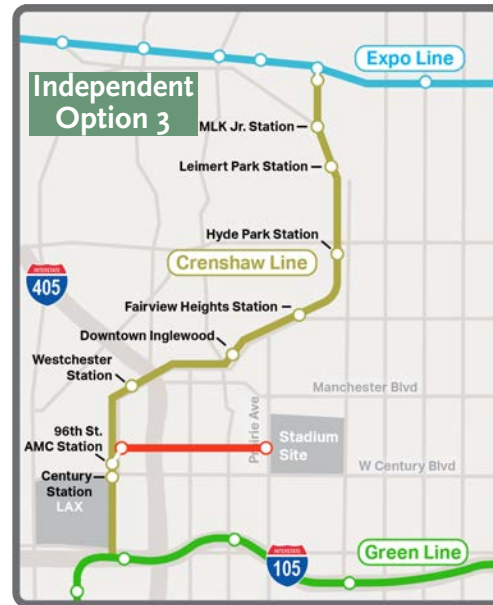 Expo Line
Independent
Option 3
MLK Jr. Station
Leimert Park Station
Hyde Park Station
Crenshaw Line
INTERSTATE
405
Fairview Heights Station
Downtown Inglewood
Westchester
Station
Manchester Blvd
Prairie Ave
96th St.
AMC Station
Stadium
Site
W Century Blvd
Century
Station
LAX
INTERSTATE
105
Green Line